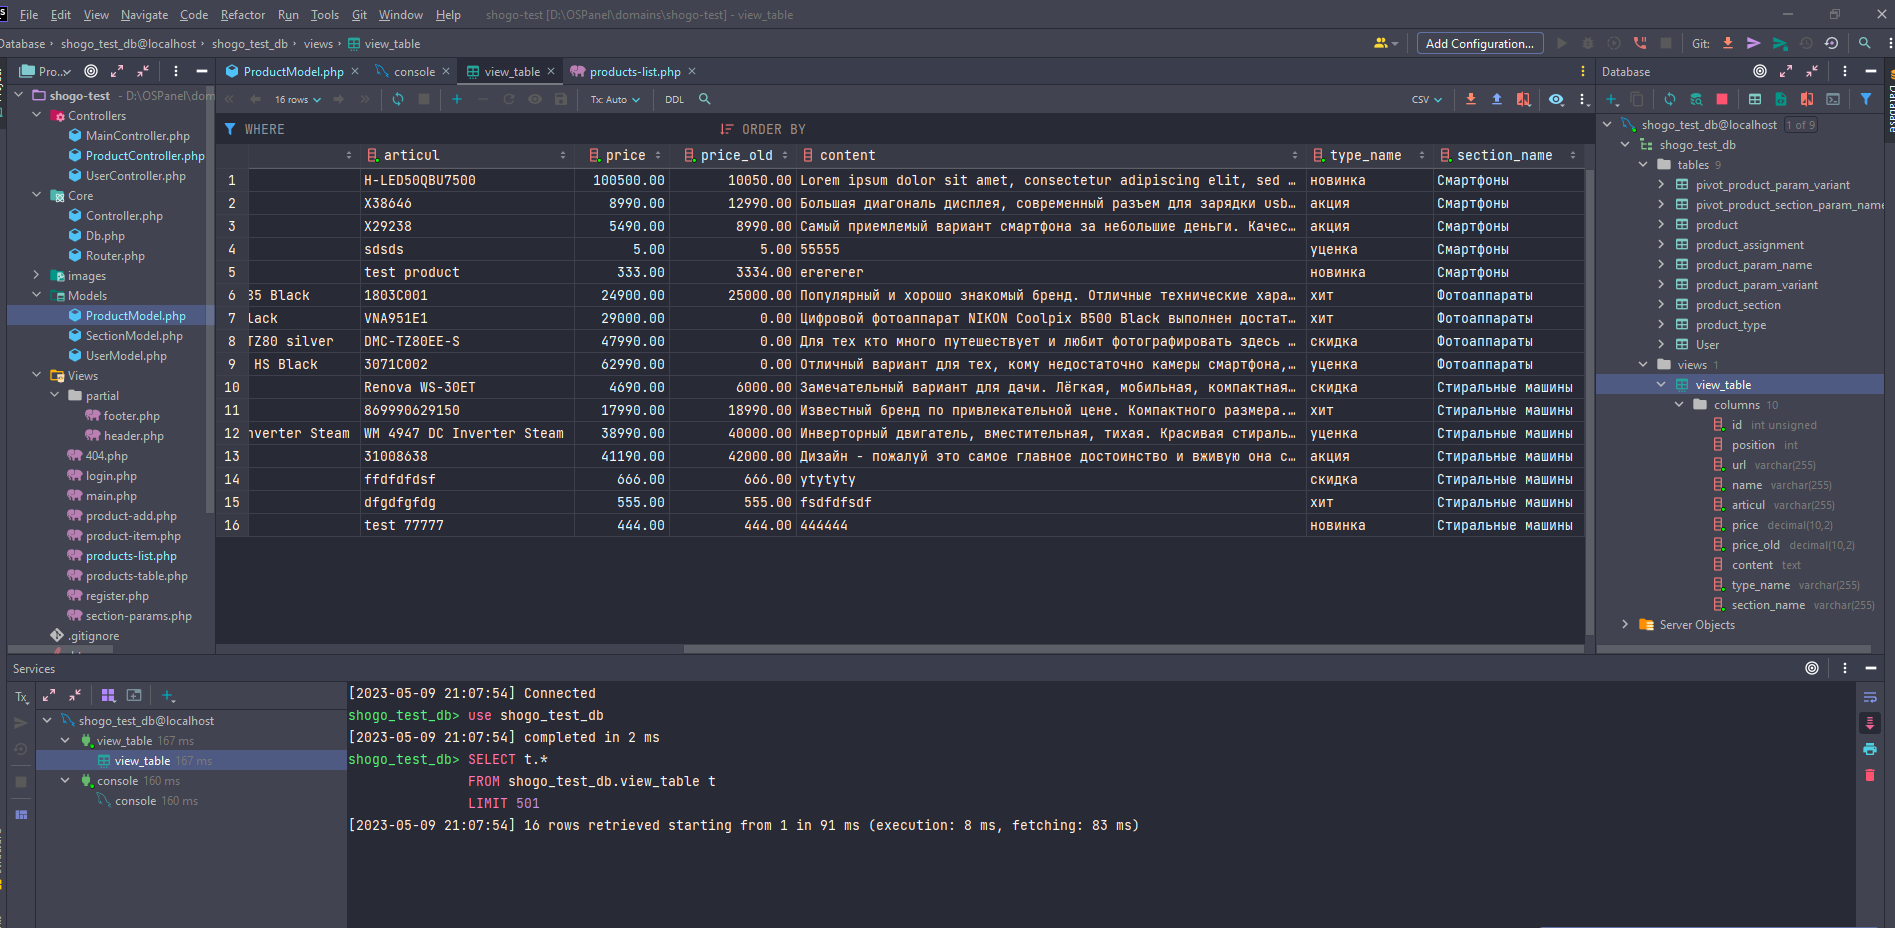 File Edit View Navigate Code Refactor Run Tools Git Window Help shogo-test [D:\OSPanel\domains\shogo-test] - view_table
Database › shogo_test_db@localhost › shogo_test_db › views › view_table Add Configuration... Git:
Pro... ProductModel.php console view_table products-list.php Database
16 rows Tx: Auto DDL CSV
shogo-test - D:\OSPanel\dom
Controllers
MainController.php
ProductController.php
UserController.php
Core
Controller.php
Db.php
Router.php
images
Models
ProductModel.php
SectionModel.php
UserModel.php
Views
partial
footer.php
header.php
404.php
login.php
main.php
product-add.php
product-item.php
products-list.php
products-table.php
register.php
section-params.php
.gitignore
WHERE ORDER BY
articul price price_old content type_name section_name
1 H-LED50QBU7500 100500.00 10050.00 Lorem ipsum dolor sit amet, consectetur adipiscing elit, sed … новинка Смартфоны
2 X38646 8990.00 12990.00 Большая диагональ дисплея, современный разъем для зарядки usb… акция Смартфоны
3 X29238 5490.00 8990.00 Самый приемлемый вариант смартфона за небольшие деньги. Качес… акция Смартфоны
4 sdsds 5.00 5.00 55555 уценка Смартфоны
5 test product 333.00 3334.00 erererer новинка Смартфоны
6 35 Black 1803C001 24900.00 25000.00 Популярный и хорошо знакомый бренд. Отличные технические хара… хит Фотоаппараты
7 lack VNA951E1 29000.00 0.00 Цифровой фотоаппарат NIKON Coolpix B500 Black выполнен достат… хит Фотоаппараты
8 TZ80 silver DMC-TZ80EE-S 47990.00 0.00 Для тех кто много путешествует и любит фотографировать здесь … скидка Фотоаппараты
9 HS Black 3071C002 62990.00 0.00 Отличный вариант для тех, кому недостаточно камеры смартфона,… уценка Фотоаппараты
10 Renova WS-30ET 4690.00 6000.00 Замечательный вариант для дачи. Лёгкая, мобильная, компактная… скидка Стиральные машины
11 869990629150 17990.00 18990.00 Известный бренд по привлекательной цене. Компактного размера.… хит Стиральные машины
12 nverter Steam WM 4947 DC Inverter Steam 38990.00 40000.00 Инверторный двигатель, вместительная, тихая. Красивая стираль… уценка Стиральные машины
13 31008638 41190.00 42000.00 Дизайн - пожалуй это самое главное достоинство и вживую она с… акция Стиральные машины
14 ffdfdfdsf 666.00 666.00 ytytyty скидка Стиральные машины
15 dfgdfgfdg 555.00 555.00 fsdfdfsdf хит Стиральные машины
16 test 77777 444.00 444.00 444444 новинка Стиральные машины
shogo_test_db@localhost 1 of 9
shogo_test_db
tables 9
pivot_product_param_variant
pivot_product_section_param_name
product
product_assignment
product_param_name
product_param_variant
product_section
product_type
User
views 1
view_table
columns 10
id int unsigned
position int
url varchar(255)
name varchar(255)
articul varchar(255)
price decimal(10,2)
price_old decimal(10,2)
content text
type_name varchar(255)
section_name varchar(255)
Server Objects
Database
Services
Tx
shogo_test_db@localhost
view_table 167 ms
view_table 167 ms
console 160 ms
console 160 ms
[2023-05-09 21:07:54] Connected
shogo_test_db> use shogo_test_db
[2023-05-09 21:07:54] completed in 2 ms
shogo_test_db> SELECT t.*
FROM shogo_test_db.view_table t
LIMIT 501
[2023-05-09 21:07:54] 16 rows retrieved starting from 1 in 91 ms (execution: 8 ms, fetching: 83 ms)